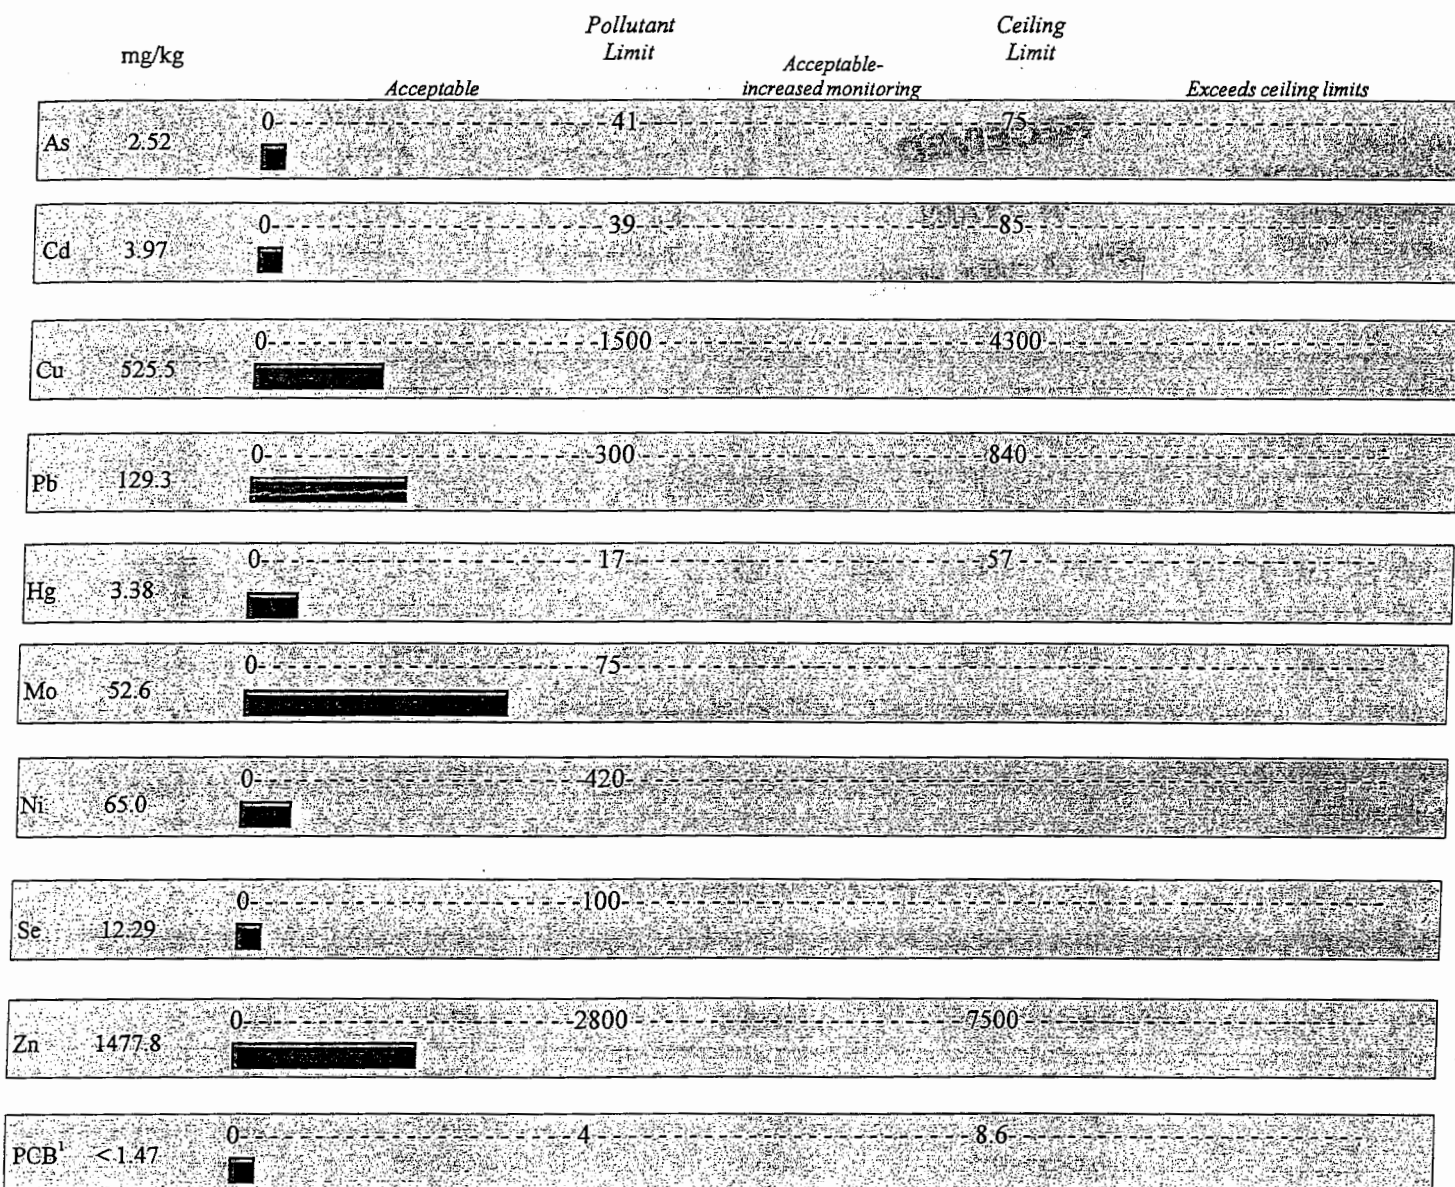 mg/kg
Pollutant
Limit
Ceiling
Limit
Acceptable
Acceptable-
increased monitoring
Exceeds ceiling limits
As 2.52 0 41 75
Cd 3.97 0 39 85
Cu 525.5 0 1500 4300
Pb 129.3 0 300 840
Hg 3.38 0 17 57
Mo 52.6 0 75
Ni 65.0 0 420
Se 12.29 0 100
Zn 1477.8 0 2800 7500
PCB¹ < 1.47 0 4 8.6